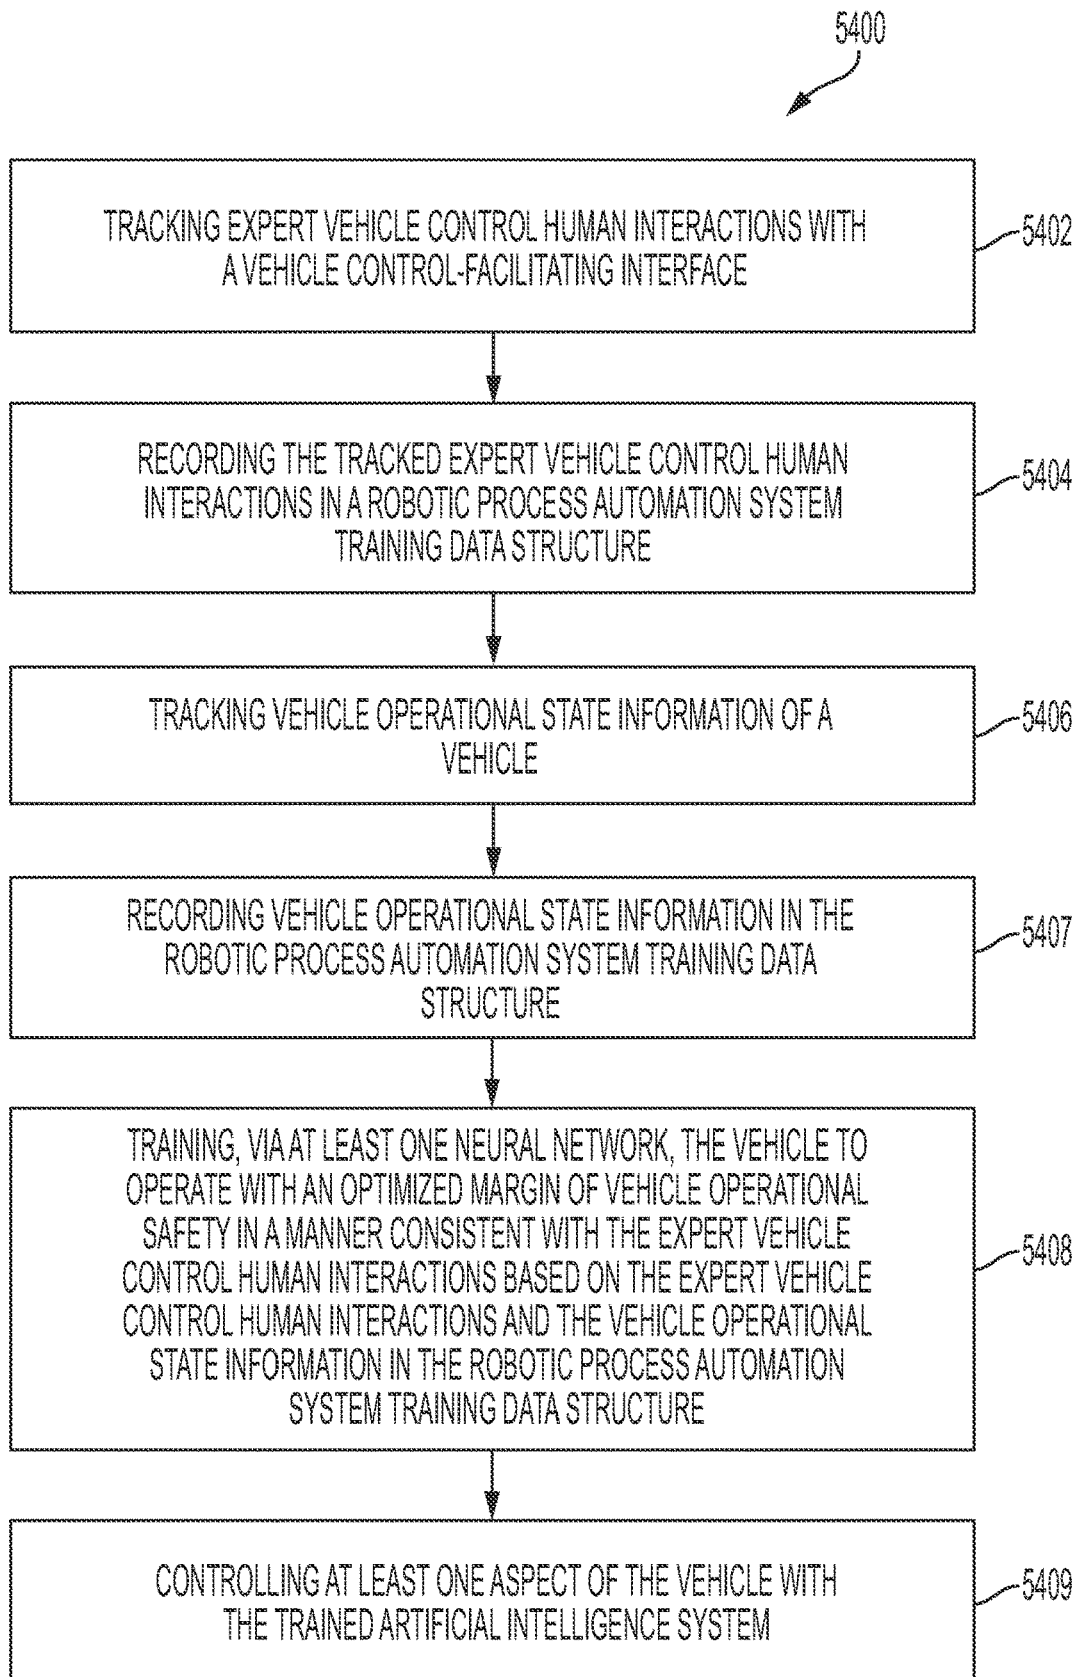 5400
TRACKING EXPERT VEHICLE CONTROL HUMAN INTERACTIONS WITH
A VEHICLE CONTROL-FACILITATING INTERFACE
5402
RECORDING THE TRACKED EXPERT VEHICLE CONTROL HUMAN
INTERACTIONS IN A ROBOTIC PROCESS AUTOMATION SYSTEM
TRAINING DATA STRUCTURE
5404
TRACKING VEHICLE OPERATIONAL STATE INFORMATION OF A
VEHICLE
5406
RECORDING VEHICLE OPERATIONAL STATE INFORMATION IN THE
ROBOTIC PROCESS AUTOMATION SYSTEM TRAINING DATA
STRUCTURE
5407
TRAINING, VIA AT LEAST ONE NEURAL NETWORK, THE VEHICLE TO
OPERATE WITH AN OPTIMIZED MARGIN OF VEHICLE OPERATIONAL
SAFETY IN A MANNER CONSISTENT WITH THE EXPERT VEHICLE
CONTROL HUMAN INTERACTIONS BASED ON THE EXPERT VEHICLE
CONTROL HUMAN INTERACTIONS AND THE VEHICLE OPERATIONAL
STATE INFORMATION IN THE ROBOTIC PROCESS AUTOMATION
SYSTEM TRAINING DATA STRUCTURE
5408
CONTROLLING AT LEAST ONE ASPECT OF THE VEHICLE WITH
THE TRAINED ARTIFICIAL INTELLIGENCE SYSTEM
5409